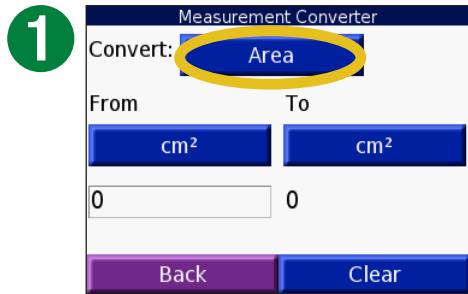 1
Measurement Converter
Convert: Area
From To
cm² cm²
0 0
Back Clear